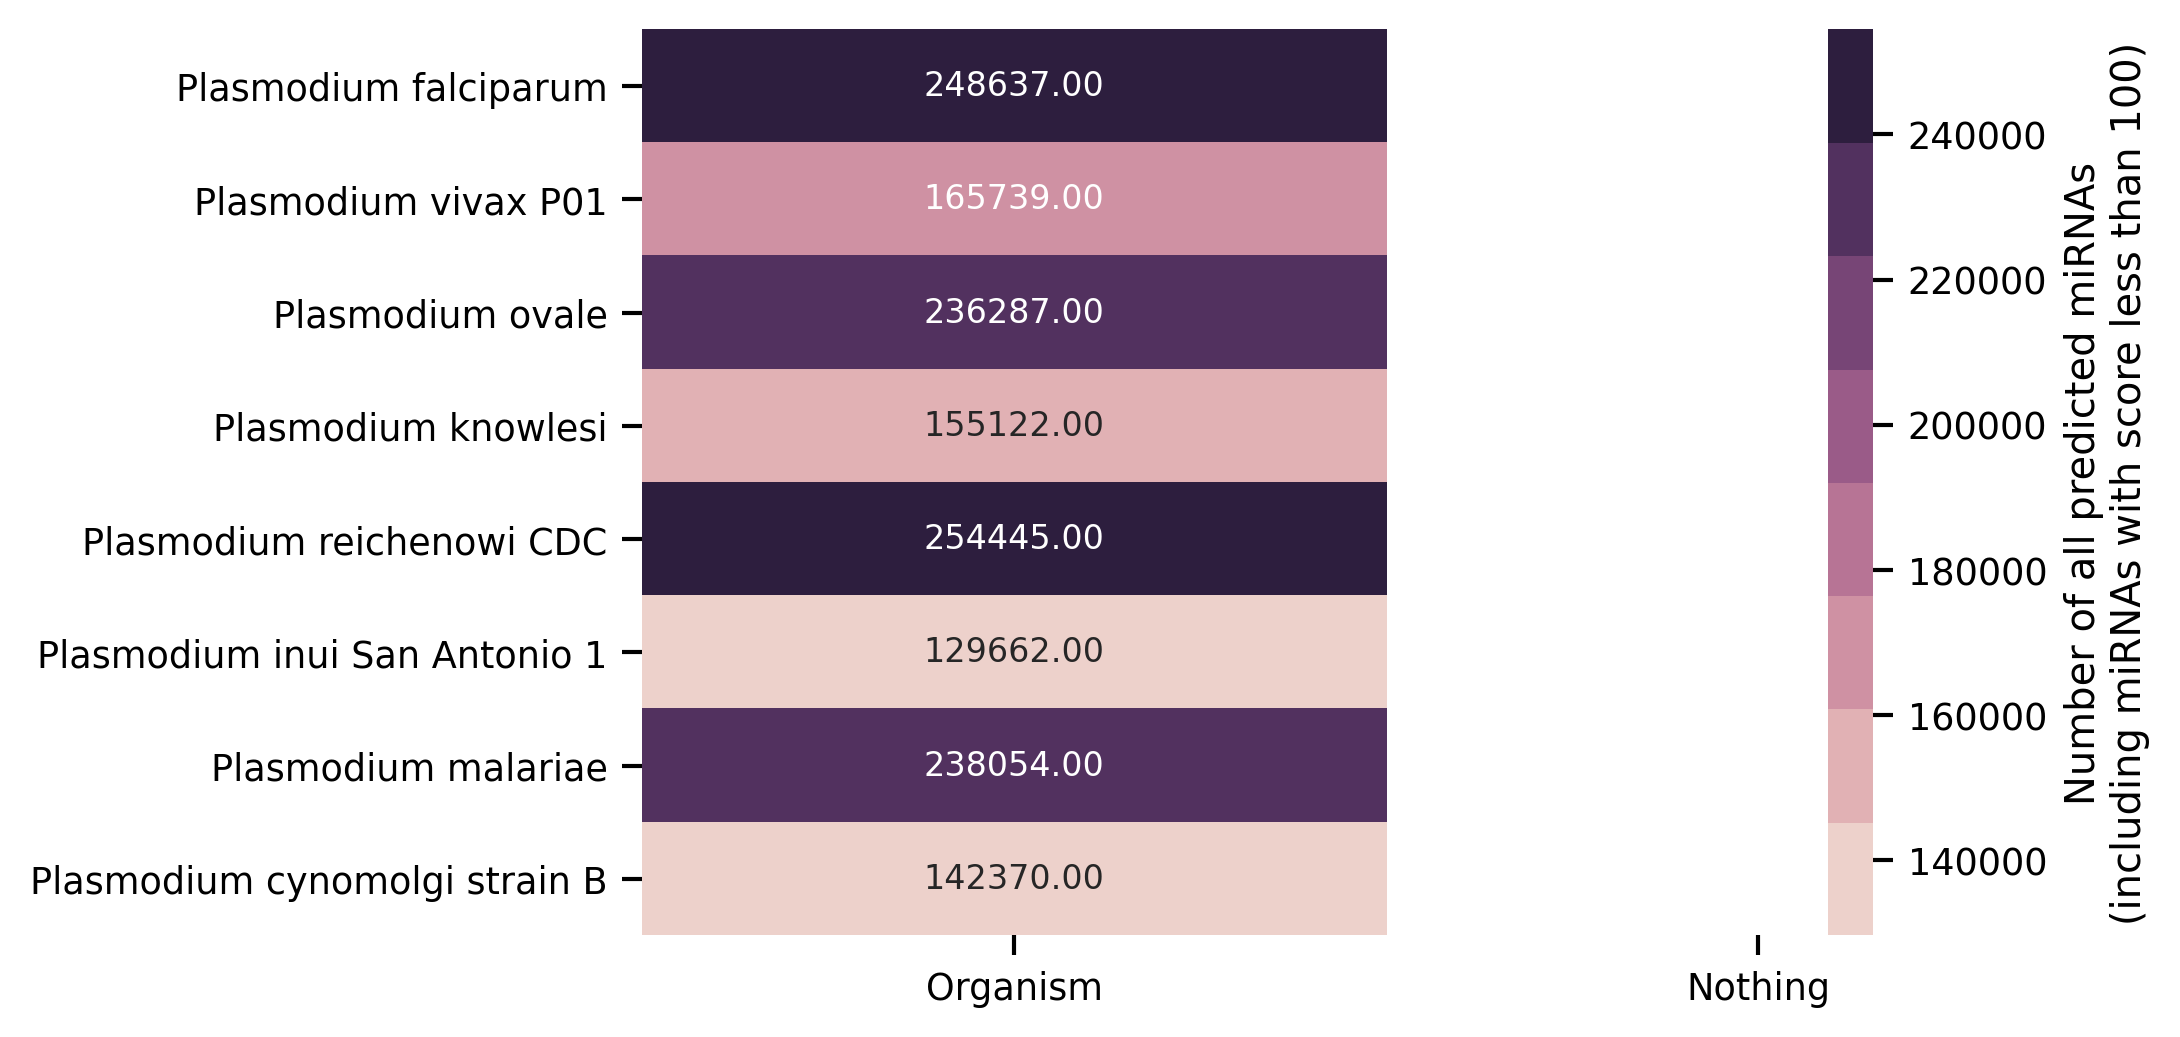 Plasmodium falciparum
248637.00
Plasmodium vivax P01
165739.00
Plasmodium ovale
236287.00
Plasmodium knowlesi
155122.00
Plasmodium reichenowi CDC
254445.00
Plasmodium inui San Antonio 1
129662.00
Plasmodium malariae
238054.00
Plasmodium cynomolgi strain B
142370.00
Organism
Nothing
240000
220000
200000
180000
160000
140000
Number of all predicted miRNAs
(including miRNAs with score less than 100)